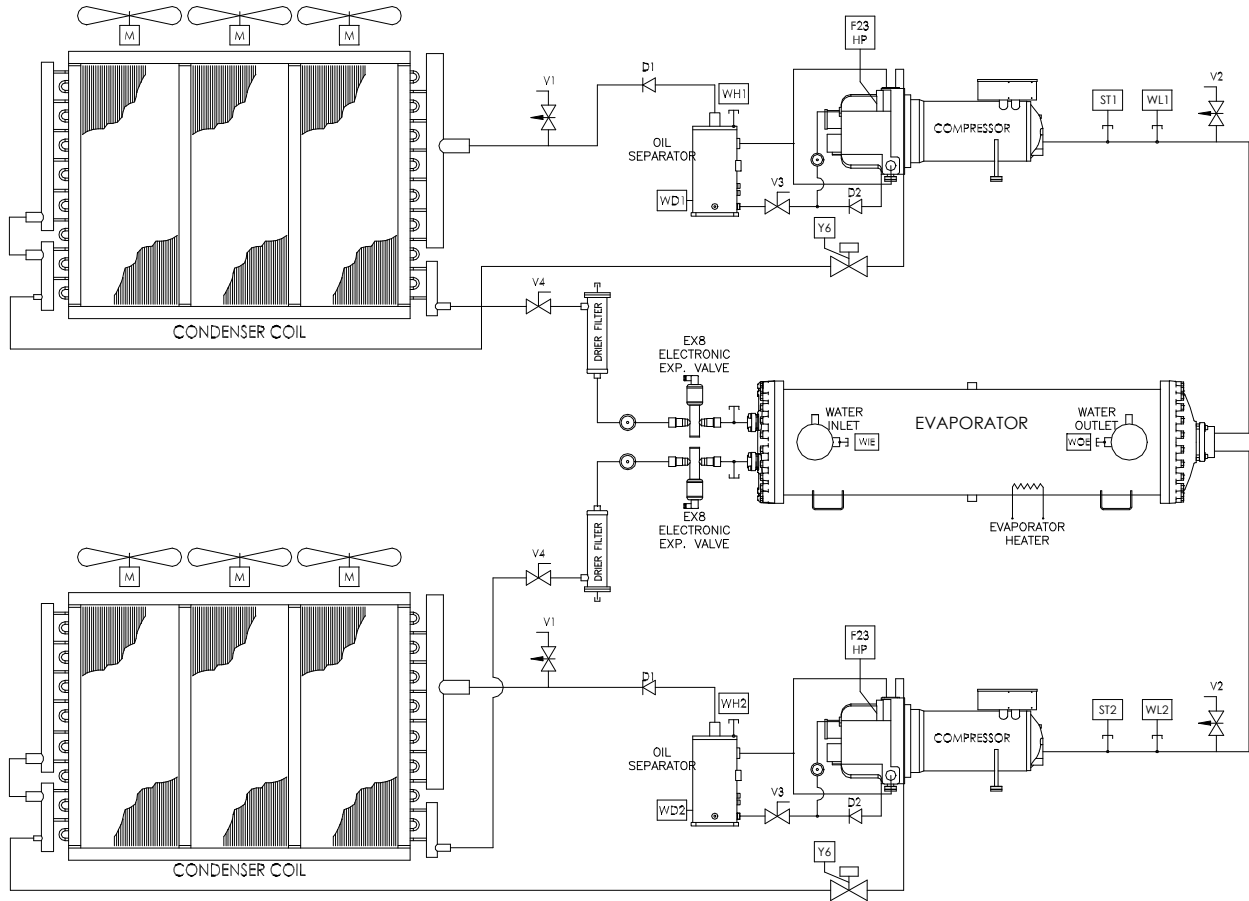 M
M
M
F23
HP
V1
D1
WH1
V2
ST1
WL1
COMPRESSOR
OIL
SEPARATOR
WD1
V3
D2
Y6
V4
DRIER FILTER
CONDENSER COIL
EX8
ELECTRONIC
EXP. VALVE
WATER
INLET
WIE
EVAPORATOR
WATER
OUTLET
WOE
EX8
ELECTRONIC
EXP. VALVE
EVAPORATOR
HEATER
DRIER FILTER
V4
M
M
M
V1
F23
HP
D1
WH2
V2
ST2
WL2
COMPRESSOR
OIL
SEPARATOR
WD2
V3
D2
Y6
CONDENSER COIL